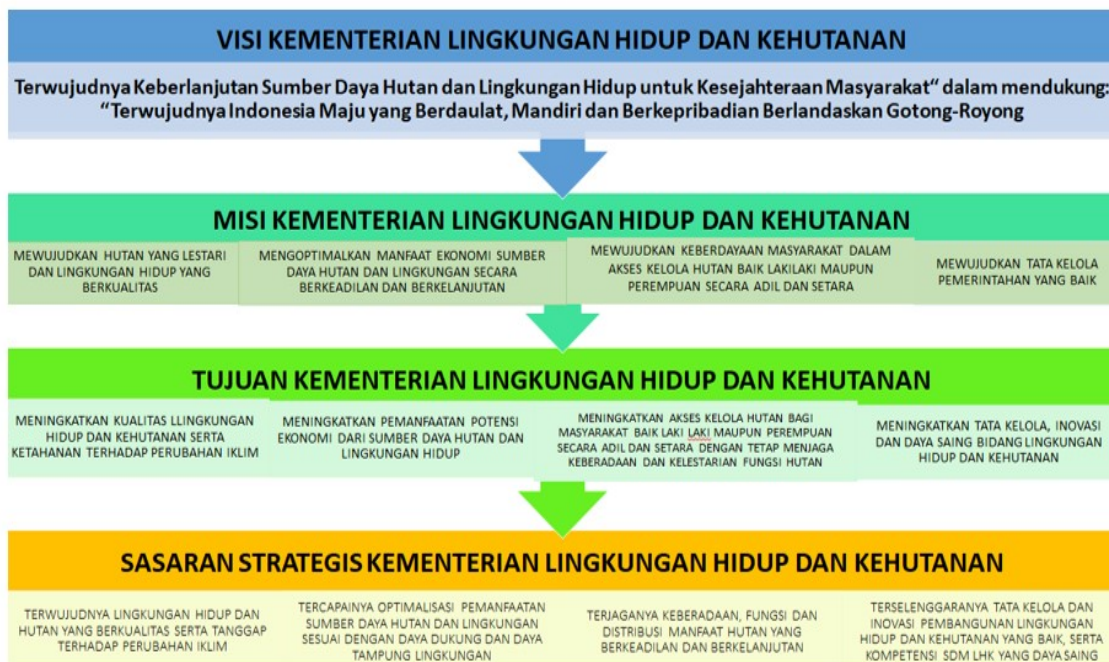 VISI KEMENTERIAN LINGKUNGAN HIDUP DAN KEHUTANAN
Terwujudnya Keberlanjutan Sumber Daya Hutan dan Lingkungan Hidup untuk Kesejahteraan Masyarakat“ dalam mendukung:
“Terwujudnya Indonesia Maju yang Berdaulat, Mandiri dan Berkepribadian Berlandaskan Gotong-Royong
MISI KEMENTERIAN LINGKUNGAN HIDUP DAN KEHUTANAN
MEWUJUDKAN HUTAN YANG LESTARI
DAN LINGKUNGAN HIDUP YANG
BERKUALITAS
MENGOPTIMALKAN MANFAAT EKONOMI SUMBER
DAYA HUTAN DAN LINGKUNGAN SECARA
BERKEADILAN DAN BERKELANJUTAN
MEWUJUDKAN KEBERDAYAAN MASYARAKAT DALAM
AKSES KELOLA HUTAN BAIK LAKILAKI MAUPUN
PEREMPUAN SECARA ADIL DAN SETARA
MEWUJUDKAN TATA KELOLA
PEMERINTAHAN YANG BAIK
TUJUAN KEMENTERIAN LINGKUNGAN HIDUP DAN KEHUTANAN
MENINGKATKAN KUALITAS LLINGKUNGAN
HIDUP DAN KEHUTANAN SERTA
KETAHANAN TERHADAP PERUBAHAN IKLIM
MENINGKATKAN PEMANFAATAN POTENSI
EKONOMI DARI SUMBER DAYA HUTAN DAN
LINGKUNGAN HIDUP
MENINGKATKAN AKSES KELOLA HUTAN BAGI
MASYARAKAT BAIK LAKI LAKI MAUPUN PEREMPUAN
SECARA ADIL DAN SETARA DENGAN TETAP MENJAGA
KEBERADAAN DAN KELESTARIAN FUNGSI HUTAN
MENINGKATKAN TATA KELOLA, INOVASI
DAN DAYA SAING BIDANG LINGKUNGAN
HIDUP DAN KEHUTANAN
SASARAN STRATEGIS KEMENTERIAN LINGKUNGAN HIDUP DAN KEHUTANAN
TERWUJUDNYA LINGKUNGAN HIDUP DAN
HUTAN YANG BERKUALITAS SERTA TANGGAP
TERHADAP PERUBAHAN IKLIM
TERCAPAINYA OPTIMALISASI PEMANFAATAN
SUMBER DAYA HUTAN DAN LINGKUNGAN
SESUAI DENGAN DAYA DUKUNG DAN DAYA
TAMPUNG LINGKUNGAN
TERJAGANYA KEBERADAAN, FUNGSI DAN
DISTRIBUSI MANFAAT HUTAN YANG
BERKEADILAN DAN BERKELANJUTAN
TERSELENGGARANYA TATA KELOLA DAN
INOVASI PEMBANGUNAN LINGKUNGAN
HIDUP DAN KEHUTANAN YANG BAIK, SERTA
KOMPETENSI SDM LHK YANG DAYA SAING